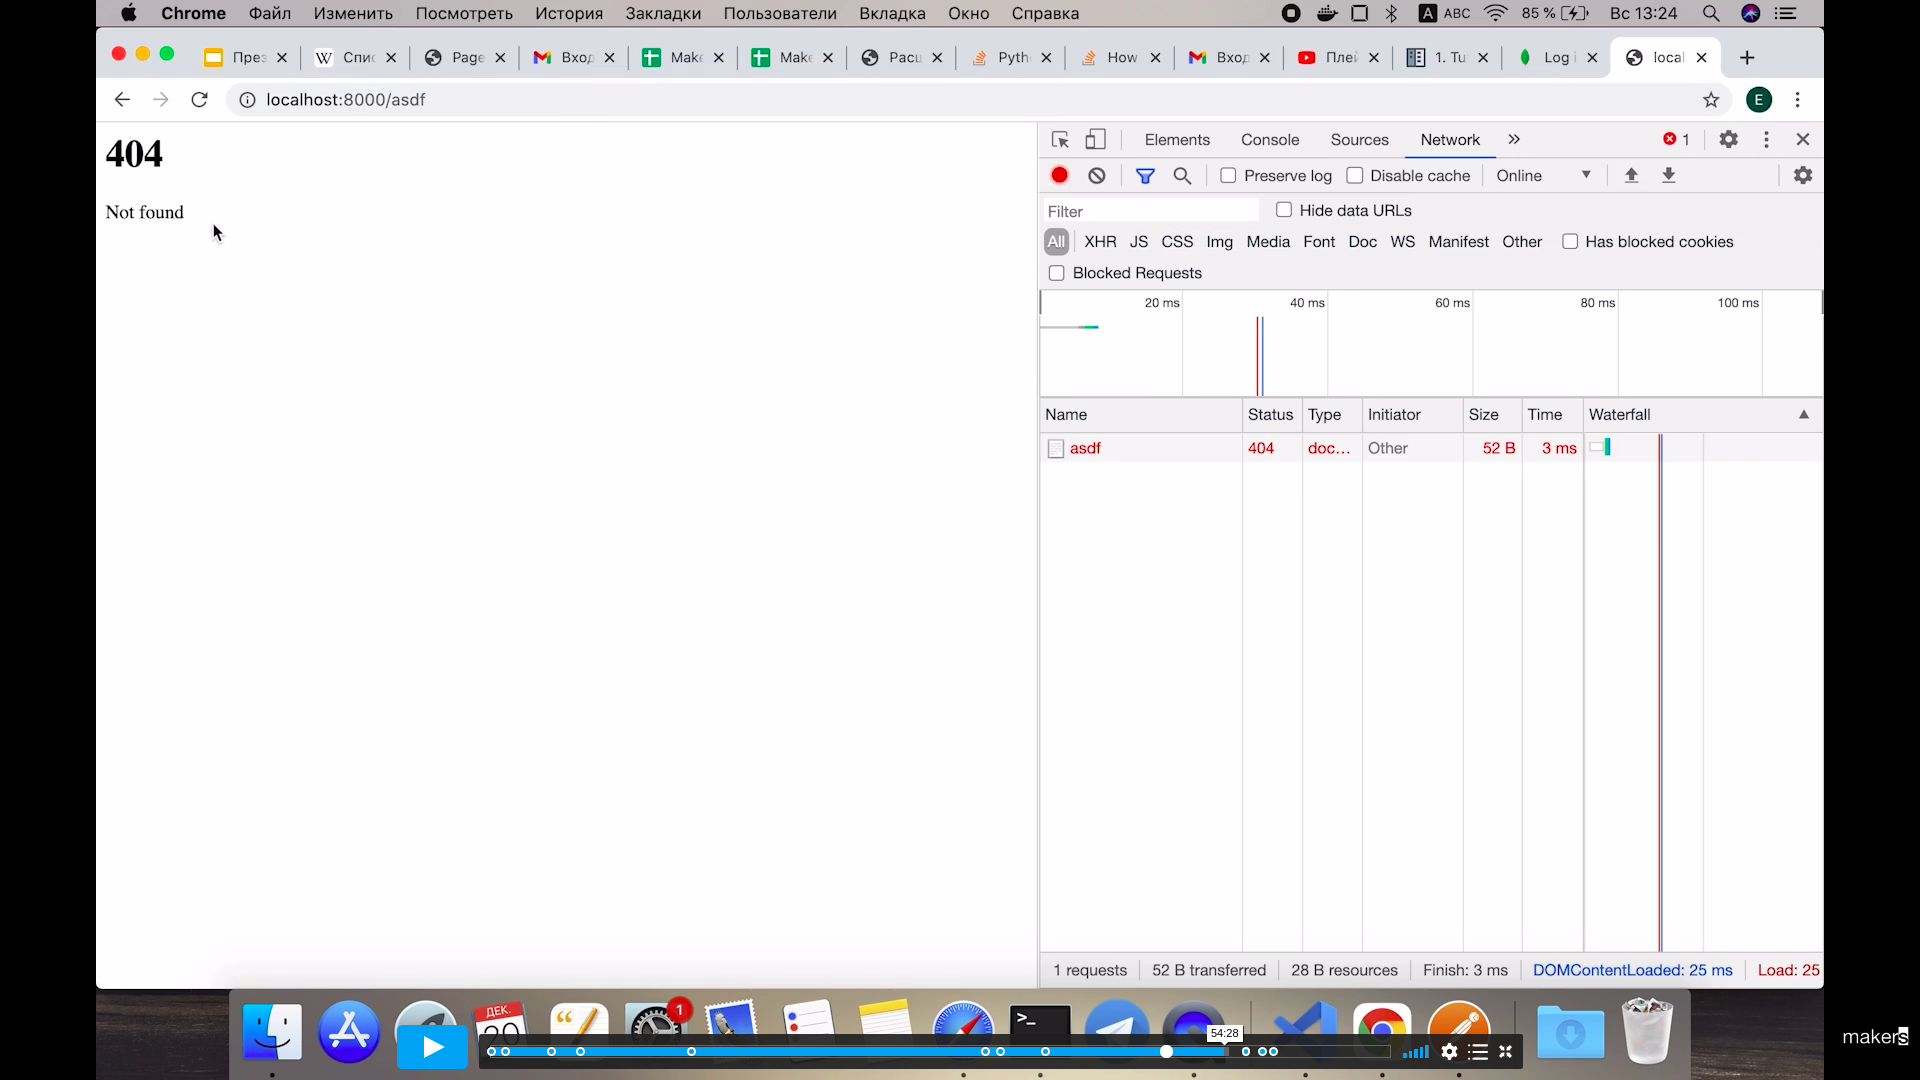 Chrome Файл Изменить Посмотреть История Закладки Пользователи Вкладка Окно Справка A ABC 85 % Вс 13:24
През Спис Page Вход Make Make Расш Pyth How Вход Плей 1. Tu Log i local
localhost:8000/asdf E
404
Not found
Elements Console Sources Network 1
Preserve log Disable cache Online
Filter Hide data URLs
All XHR JS CSS Img Media Font Doc WS Manifest Other Has blocked cookies
Blocked Requests
20 ms 40 ms 60 ms 80 ms 100 ms
Name Status Type Initiator Size Time Waterfall
asdf 404 doc... Other 52 B 3 ms
1 requests 52 B transferred 28 B resources Finish: 3 ms DOMContentLoaded: 25 ms Load: 25
ДЕК.
1
54:28
makers